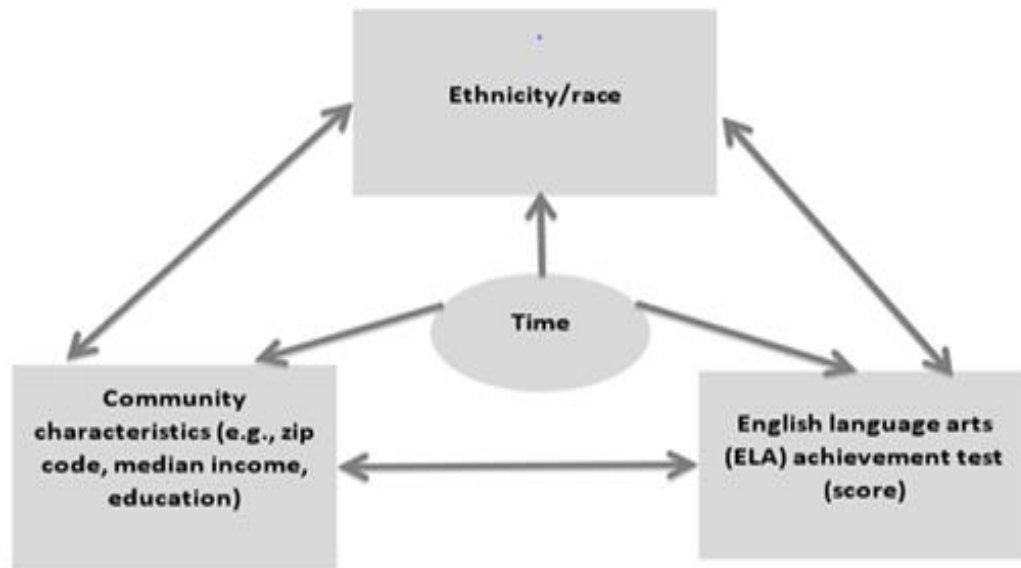 Ethnicity/race
Time
Community
characteristics (e.g., zip
code, median income,
education)
English language arts
(ELA) achievement test
(score)